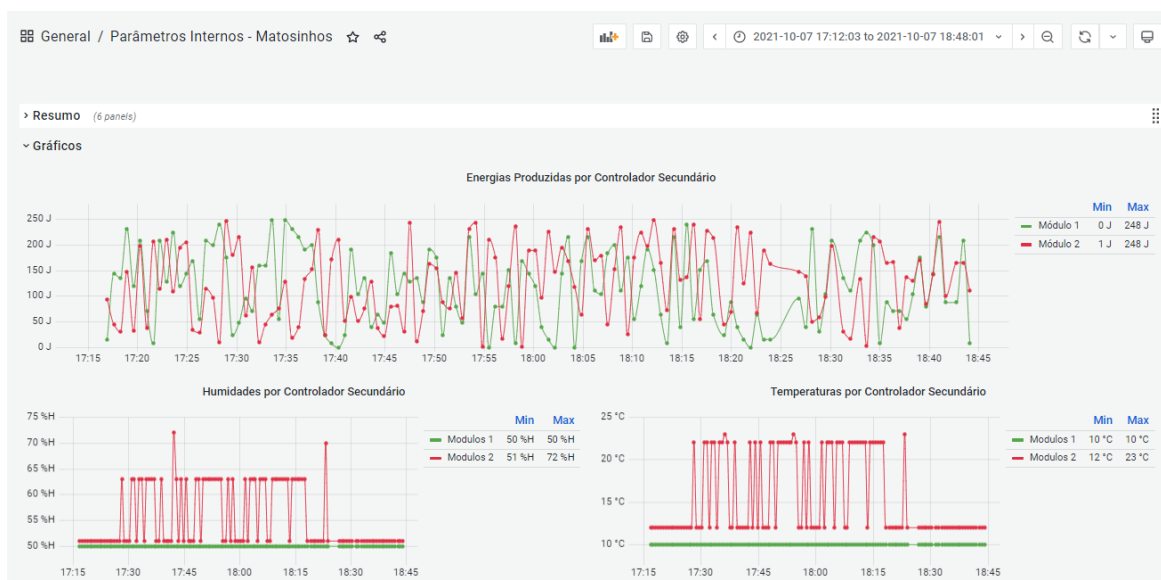 General / Parâmetros Internos - Matosinhos
2021-10-07 17:12:03 to 2021-10-07 18:48:01
Resumo (6 panels)
Gráficos
Energias Produzidas por Controlador Secundário
250 J
200 J
150 J
100 J
50 J
0 J
17:15 17:20 17:25 17:30 17:35 17:40 17:45 17:50 17:55 18:00 18:05 18:10 18:15 18:20 18:25 18:30 18:35 18:40 18:45
Min Max
Módulo 1 0 J 248 J
Módulo 2 1 J 248 J
Humidades por Controlador Secundário
75 %H
70 %H
65 %H
60 %H
55 %H
50 %H
17:15 17:30 17:45 18:00 18:15 18:30 18:45
Min Max
Modulos 1 50 %H 50 %H
Modulos 2 51 %H 72 %H
Temperaturas por Controlador Secundário
25 °C
20 °C
15 °C
10 °C
17:15 17:30 17:45 18:00 18:15 18:30 18:45
Min Max
Modulos 1 10 °C 10 °C
Modulos 2 12 °C 23 °C